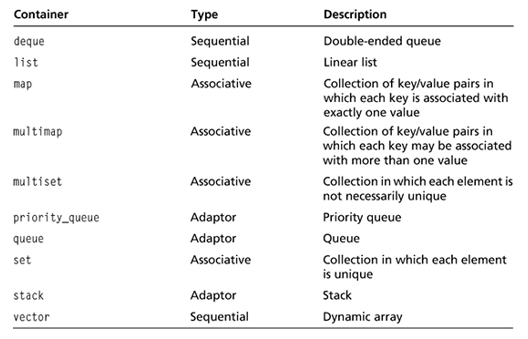 Container Type Description
deque Sequential Double-ended queue
list Sequential Linear list
map Associative Collection of key/value pairs in
which each key is associated with
exactly one value
multimap Associative Collection of key/value pairs in
which each key may be associated
with more than one value
multiset Associative Collection in which each element is
not necessarily unique
priority_queue Adaptor Priority queue
queue Adaptor Queue
set Associative Collection in which each element
is unique
stack Adaptor Stack
vector Sequential Dynamic array